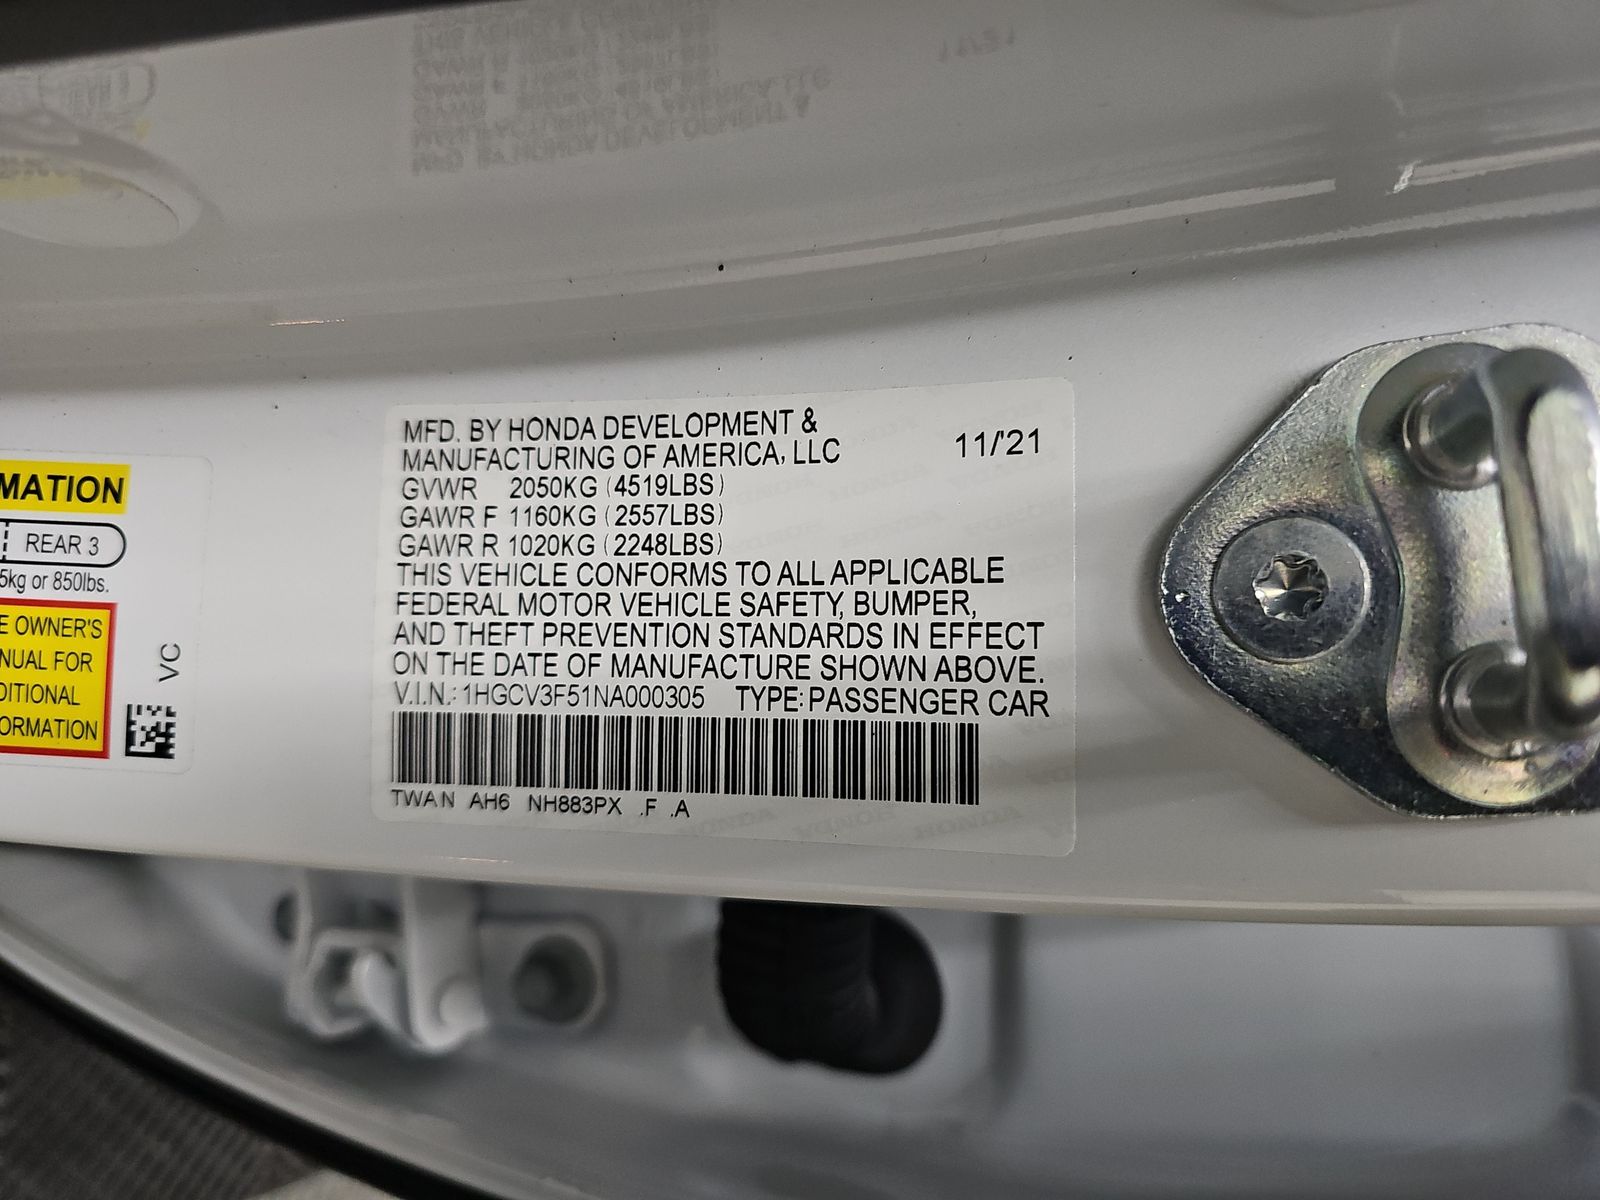 MATION
REAR 3
5kg or 850lbs.
E OWNER'S
NUAL FOR
DITIONAL
ORMATION
VC
MFD. BY HONDA DEVELOPMENT &
MANUFACTURING OF AMERICA, LLC 11/'21
GVWR 2050KG (4519LBS)
GAWR F 1160KG (2557LBS)
GAWR R 1020KG (2248LBS)
THIS VEHICLE CONFORMS TO ALL APPLICABLE
FEDERAL MOTOR VEHICLE SAFETY, BUMPER,
AND THEFT PREVENTION STANDARDS IN EFFECT
ON THE DATE OF MANUFACTURE SHOWN ABOVE.
V.I.N.: 1HGCV3F51NA000305 TYPE: PASSENGER CAR
TWAN AH6 NH883PX .F .A